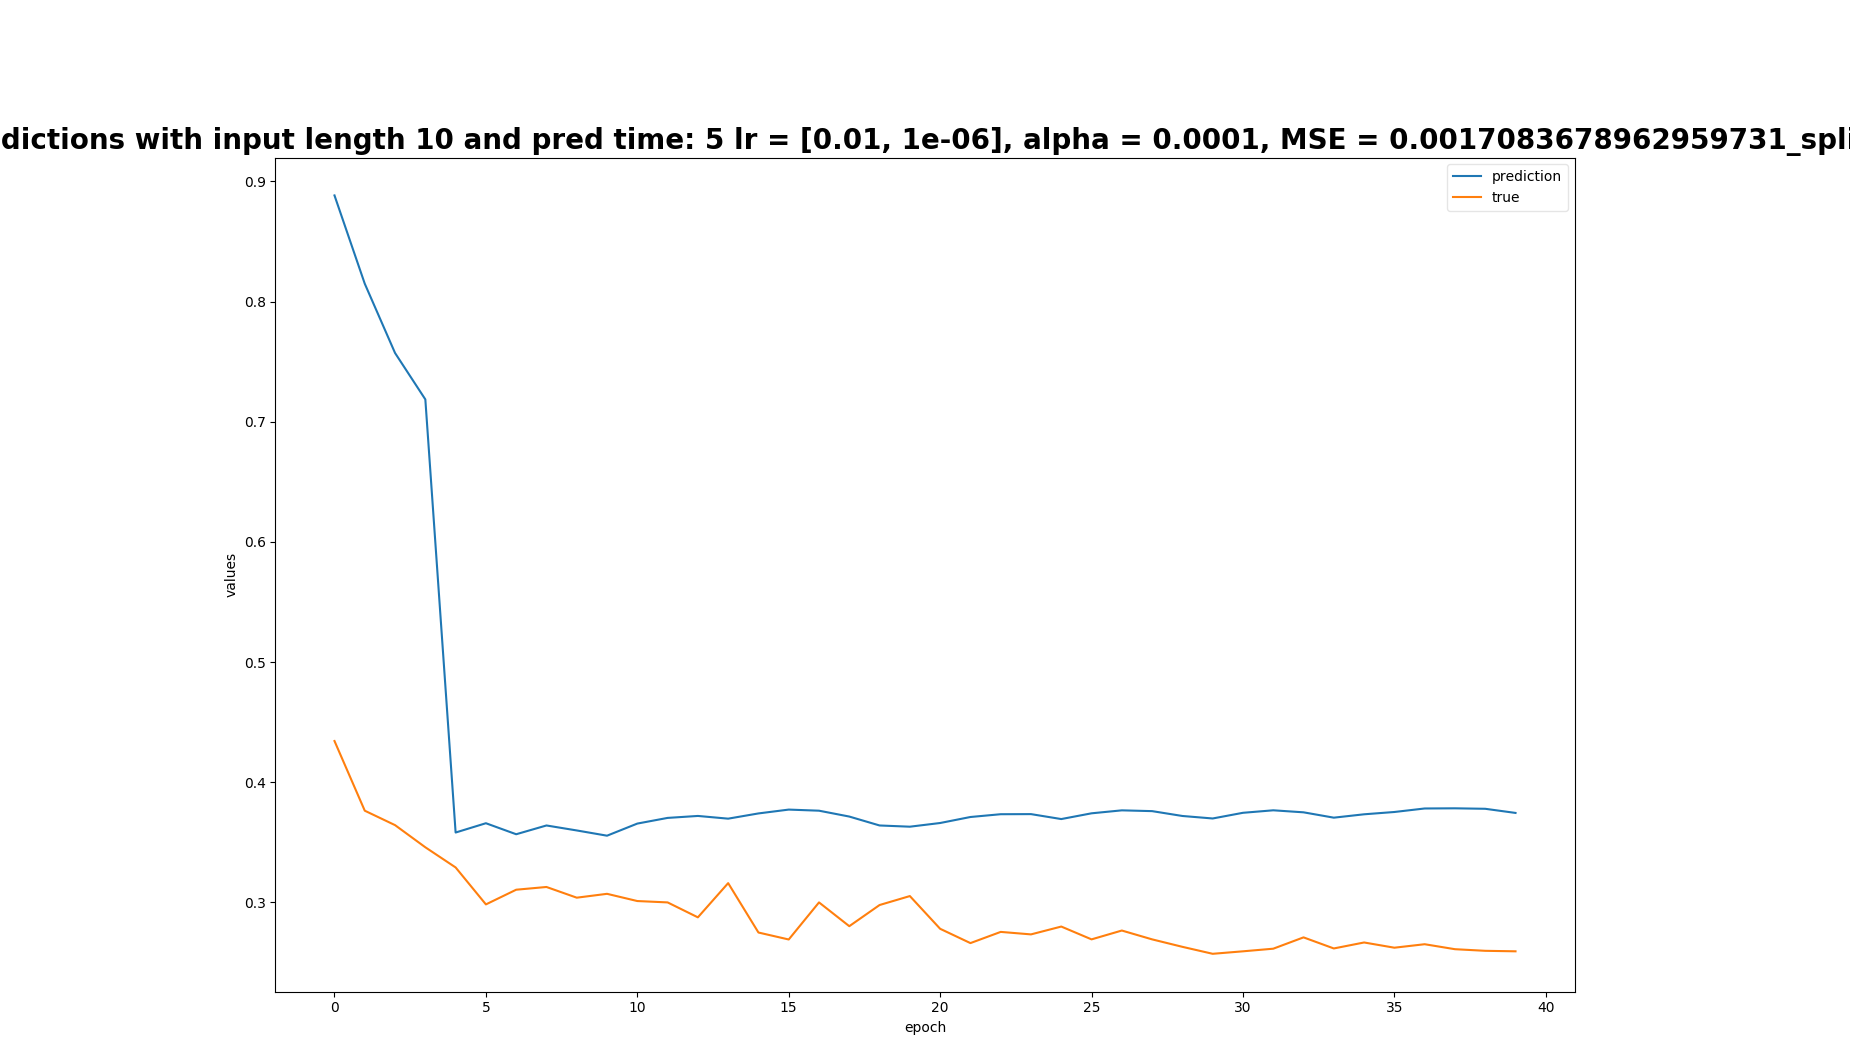 dictions with input length 10 and pred time: 5 lr = [0.01, 1e-06], alpha = 0.0001, MSE = 0.0017083678962959731_spli
prediction
true
0.9
0.8
0.7
0.6
0.5
0.4
0.3
values
0 5 10 15 20 25 30 35 40
epoch